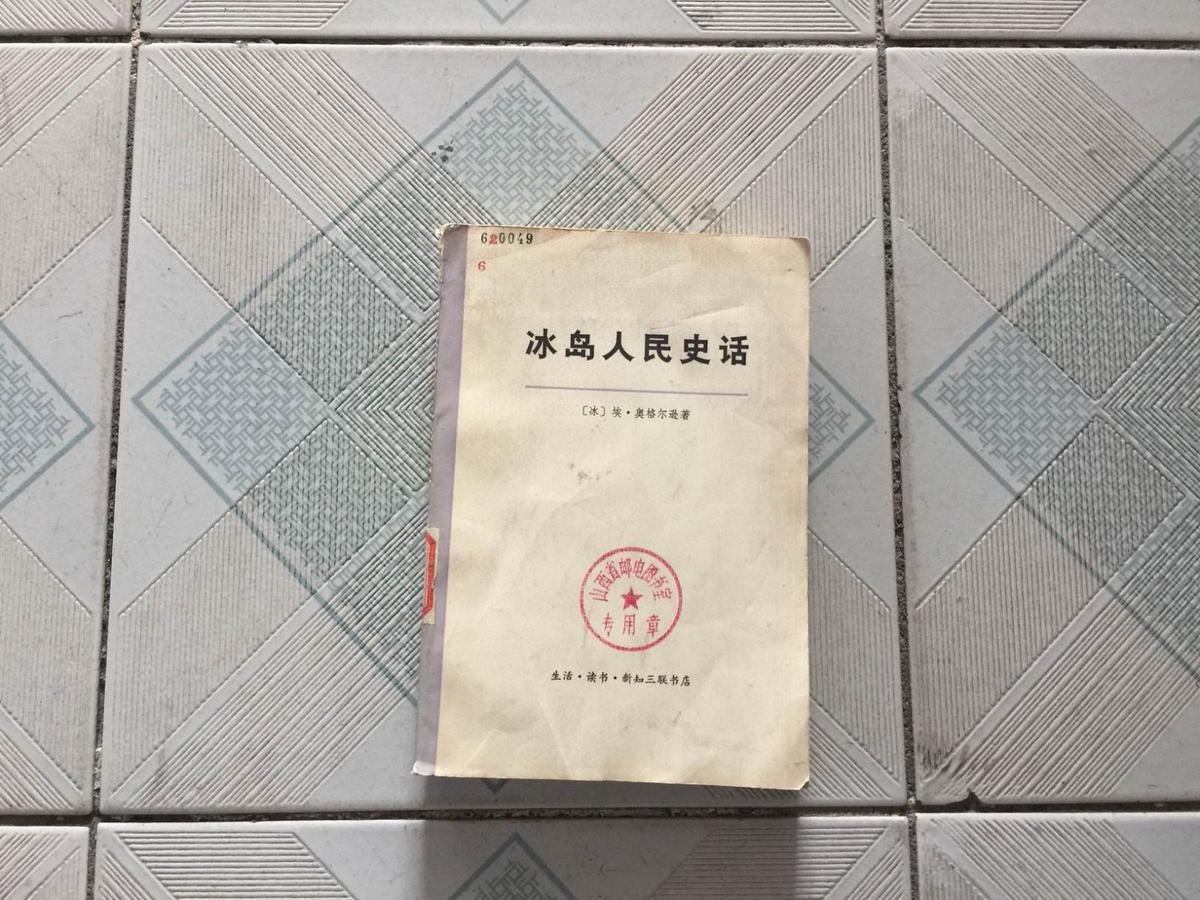 620049
6
冰岛人民史话
〔冰〕埃·奥格尔逊著
山西省邮电图书室
专用章
生活·读书·新知三联书店